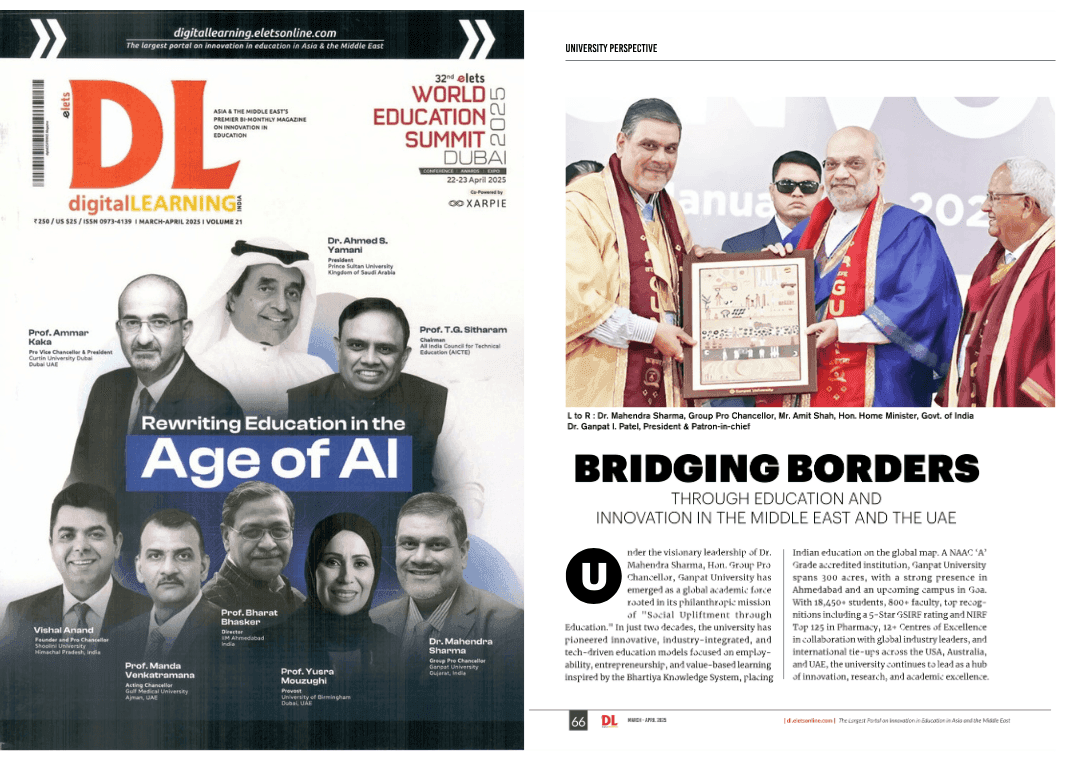 digitallearning.eletsonline.com
The largest portal on innovation in education in Asia & the Middle East
elets
DL
digitalLEARNING
INDIA
ASIA & THE MIDDLE EAST'S
PREMIER BI-MONTHLY MAGAZINE
ON INNOVATION IN
EDUCATION
₹ 250 / US $25 / ISSN 0973-4139 I MARCH-APRIL 2025 I VOLUME 21
32nd elets
WORLD
EDUCATION
SUMMIT
2025
DUBAI
CONFERENCE AWARDS EXPO
22-23 April 2025
Co-Powered by
XARPIE
Dr. Ahmed S.
Yamani
President
Prince Sultan University
Kingdom of Saudi Arabia
Prof. Ammar
Kaka
Pro Vice Chancellor & President
Curtin University Dubai
Dubai UAE
Prof. T.G. Sitharam
Chairman
All India Council for Technical
Education (AICTE)
Rewriting Education in the
Age of AI
Vishal Anand
Founder and Pro Chancellor
Shoolini University
Himachal Pradesh, India
Prof. Manda
Venkatramana
Acting Chancellor
Gulf Medical University
Ajman, UAE
Prof. Bharat
Bhasker
Director
IIM Ahmedabad
India
Prof. Yusra
Mouzughi
Provost
University of Birmingham
Dubai, UAE
Dr. Mahendra
Sharma
Group Pro Chancellor
Ganpat University
Gujarat, India
UNIVERSITY PERSPECTIVE
Ganpat University
L to R : Dr. Mahendra Sharma, Group Pro Chancellor, Mr. Amit Shah, Hon. Home Minister, Govt. of India
Dr. Ganpat I. Patel, President & Patron-in-chief
BRIDGING BORDERS
THROUGH EDUCATION AND
INNOVATION IN THE MIDDLE EAST AND THE UAE
Under the visionary leadership of Dr.
Mahendra Sharma, Hon. Group Pro
Chancellor, Ganpat University has
emerged as a global academic force
rooted in its philanthropic mission
of "Social Upliftment through
Education." In just two decades, the university has
pioneered innovative, industry-integrated, and
tech-driven education models focused on employ-
ability, entrepreneurship, and value-based learning
inspired by the Bhartiya Knowledge System, placing
Indian education on the global map. A NAAC 'A'
Grade accredited institution, Ganpat University
spans 300 acres, with a strong presence in
Ahmedabad and an upcoming campus in Goa.
With 18,450+ students, 800+ faculty, top recog-
nitions including a 5-Star GSIRF rating and NIRF
Top 125 in Pharmacy, 12+ Centres of Excellence
in collaboration with global industry leaders, and
international tie-ups across the USA, Australia,
and UAE, the university continues to lead as a hub
of innovation, research, and academic excellence.
66
DL
MARCH - APRIL 2025
| dl.eletsonline.com | The Largest Portal on Innovation in Education in Asia and the Middle East